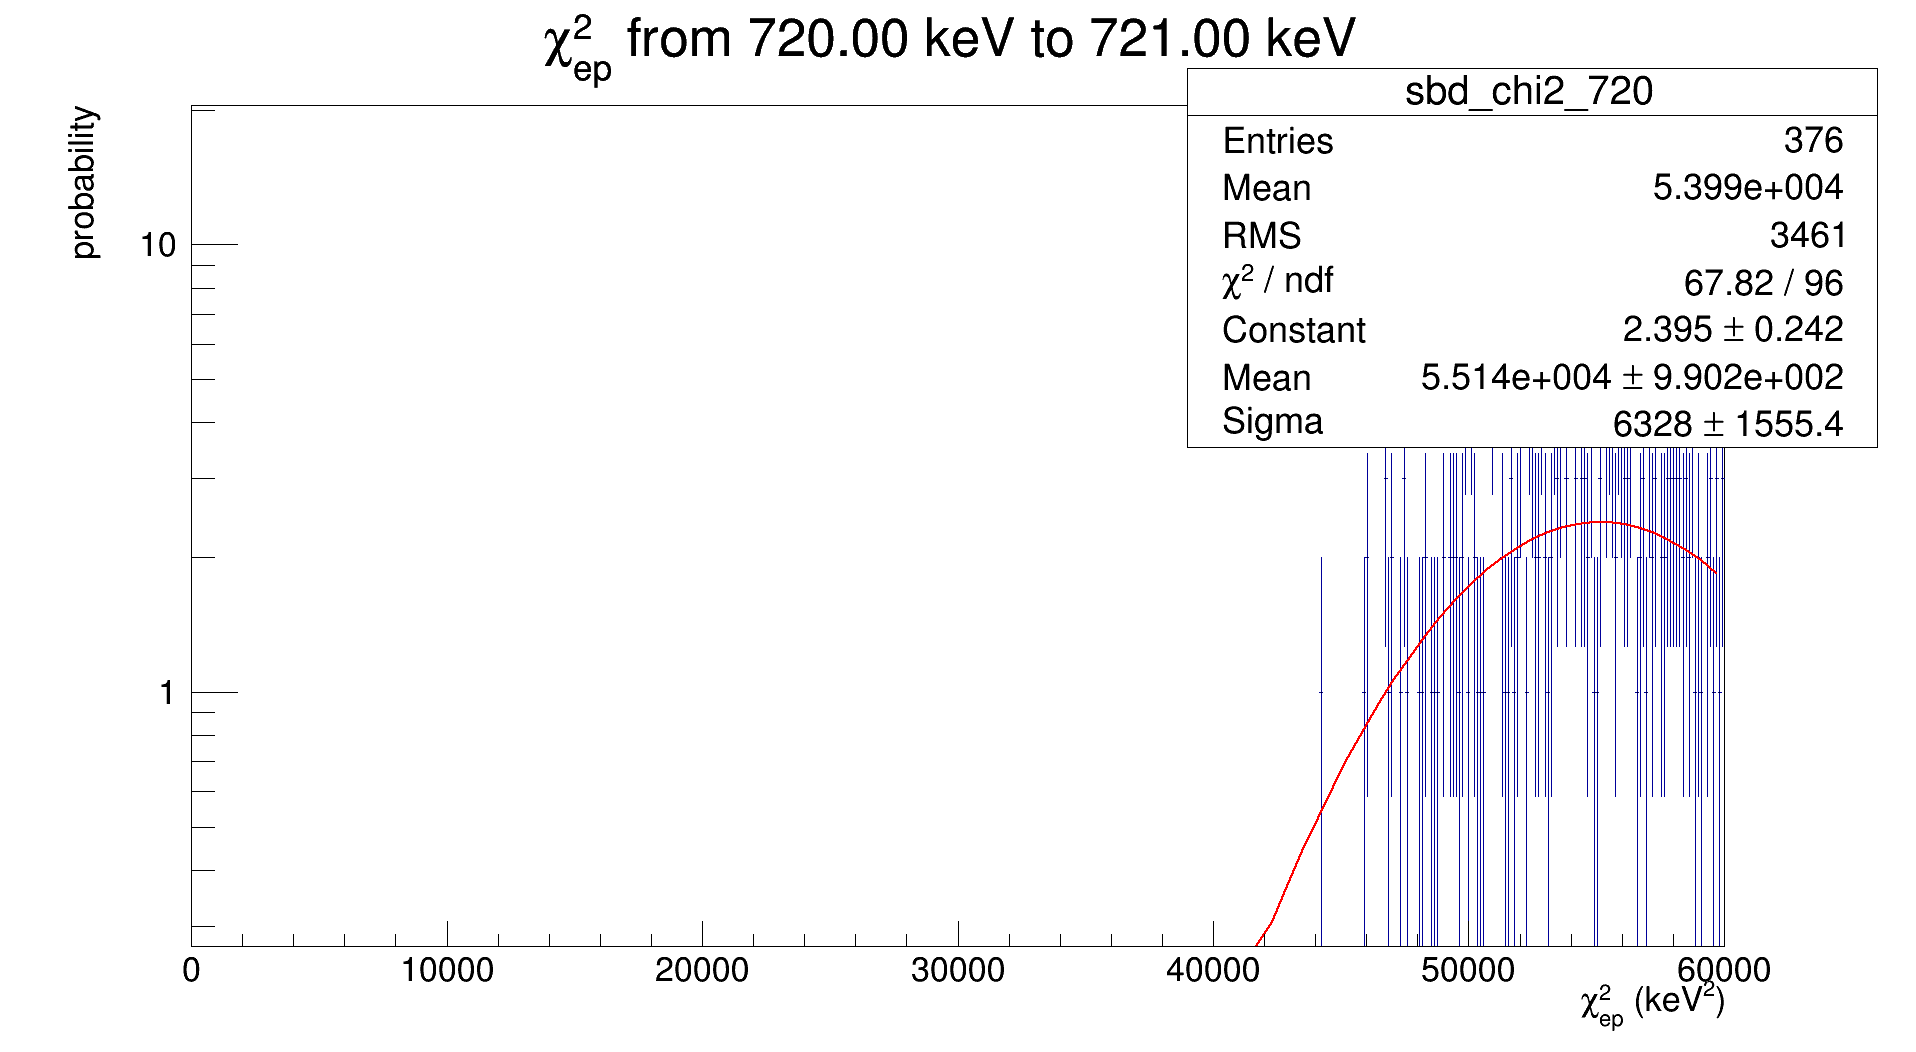 χ²ep from 720.00 keV to 721.00 keV
sbd_chi2_720
Entries 376
Mean 5.399e+004
RMS 3461
χ² / ndf 67.82 / 96
Constant 2.395 ± 0.242
Mean 5.514e+004 ± 9.902e+002
Sigma 6328 ± 1555.4
probability
10
1
0 10000 20000 30000 40000 50000 60000
χ²ep (keV²)